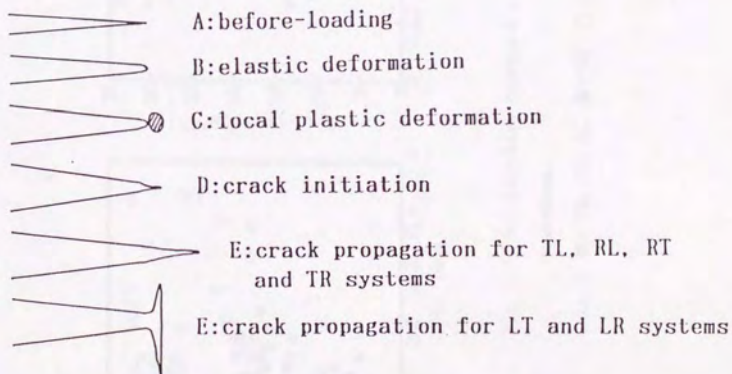 A:before-loading
B:elastic deformation
C:local plastic deformation
D:crack initiation
E:crack propagation for TL, RL, RT
and TR systems
E:crack propagation for LT and LR systems